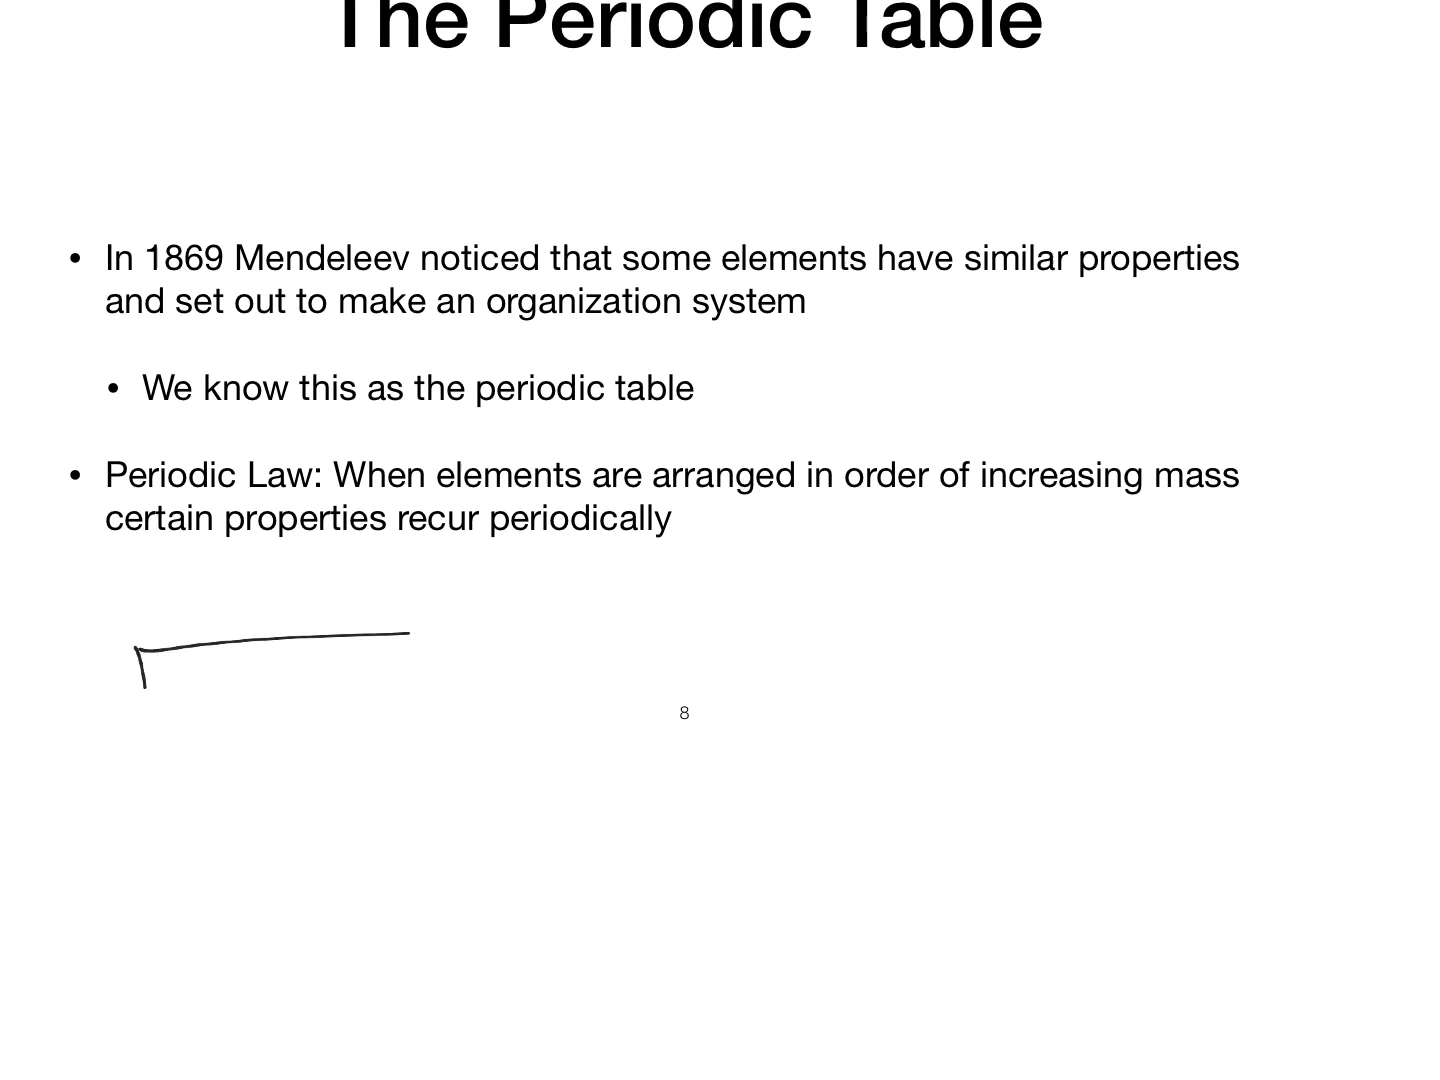 The Periodic Table
• In 1869 Mendeleev noticed that some elements have similar properties
and set out to make an organization system
• We know this as the periodic table
• Periodic Law: When elements are arranged in order of increasing mass
certain properties recur periodically
8